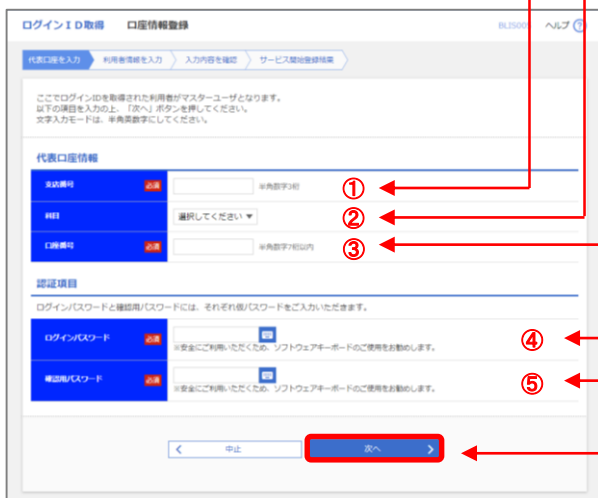 ログインID取得 口座情報登録 BLIS005 ヘルプ ?
代表口座を入力 利用者情報を入力 入力内容を確認 サービス開始登録結果
ここでログインIDを取得された利用者がマスターユーザとなります。
以下の項目を入力の上、「次へ」ボタンを押してください。
文字入力モードは、半角英数字にしてください。
代表口座情報
支店番号 必須 半角数字3桁 ①
科目 選択してください ▼ ②
口座番号 必須 半角数字7桁以内 ③
認証項目
ログインパスワードと確認用パスワードには、それぞれ仮パスワードをご入力いただきます。
ログインパスワード 必須
※安全にご利用いただくため、ソフトウェアキーボードのご使用をお勧めします。 ④
確認用パスワード 必須
※安全にご利用いただくため、ソフトウェアキーボードのご使用をお勧めします。 ⑤
中止 次へ